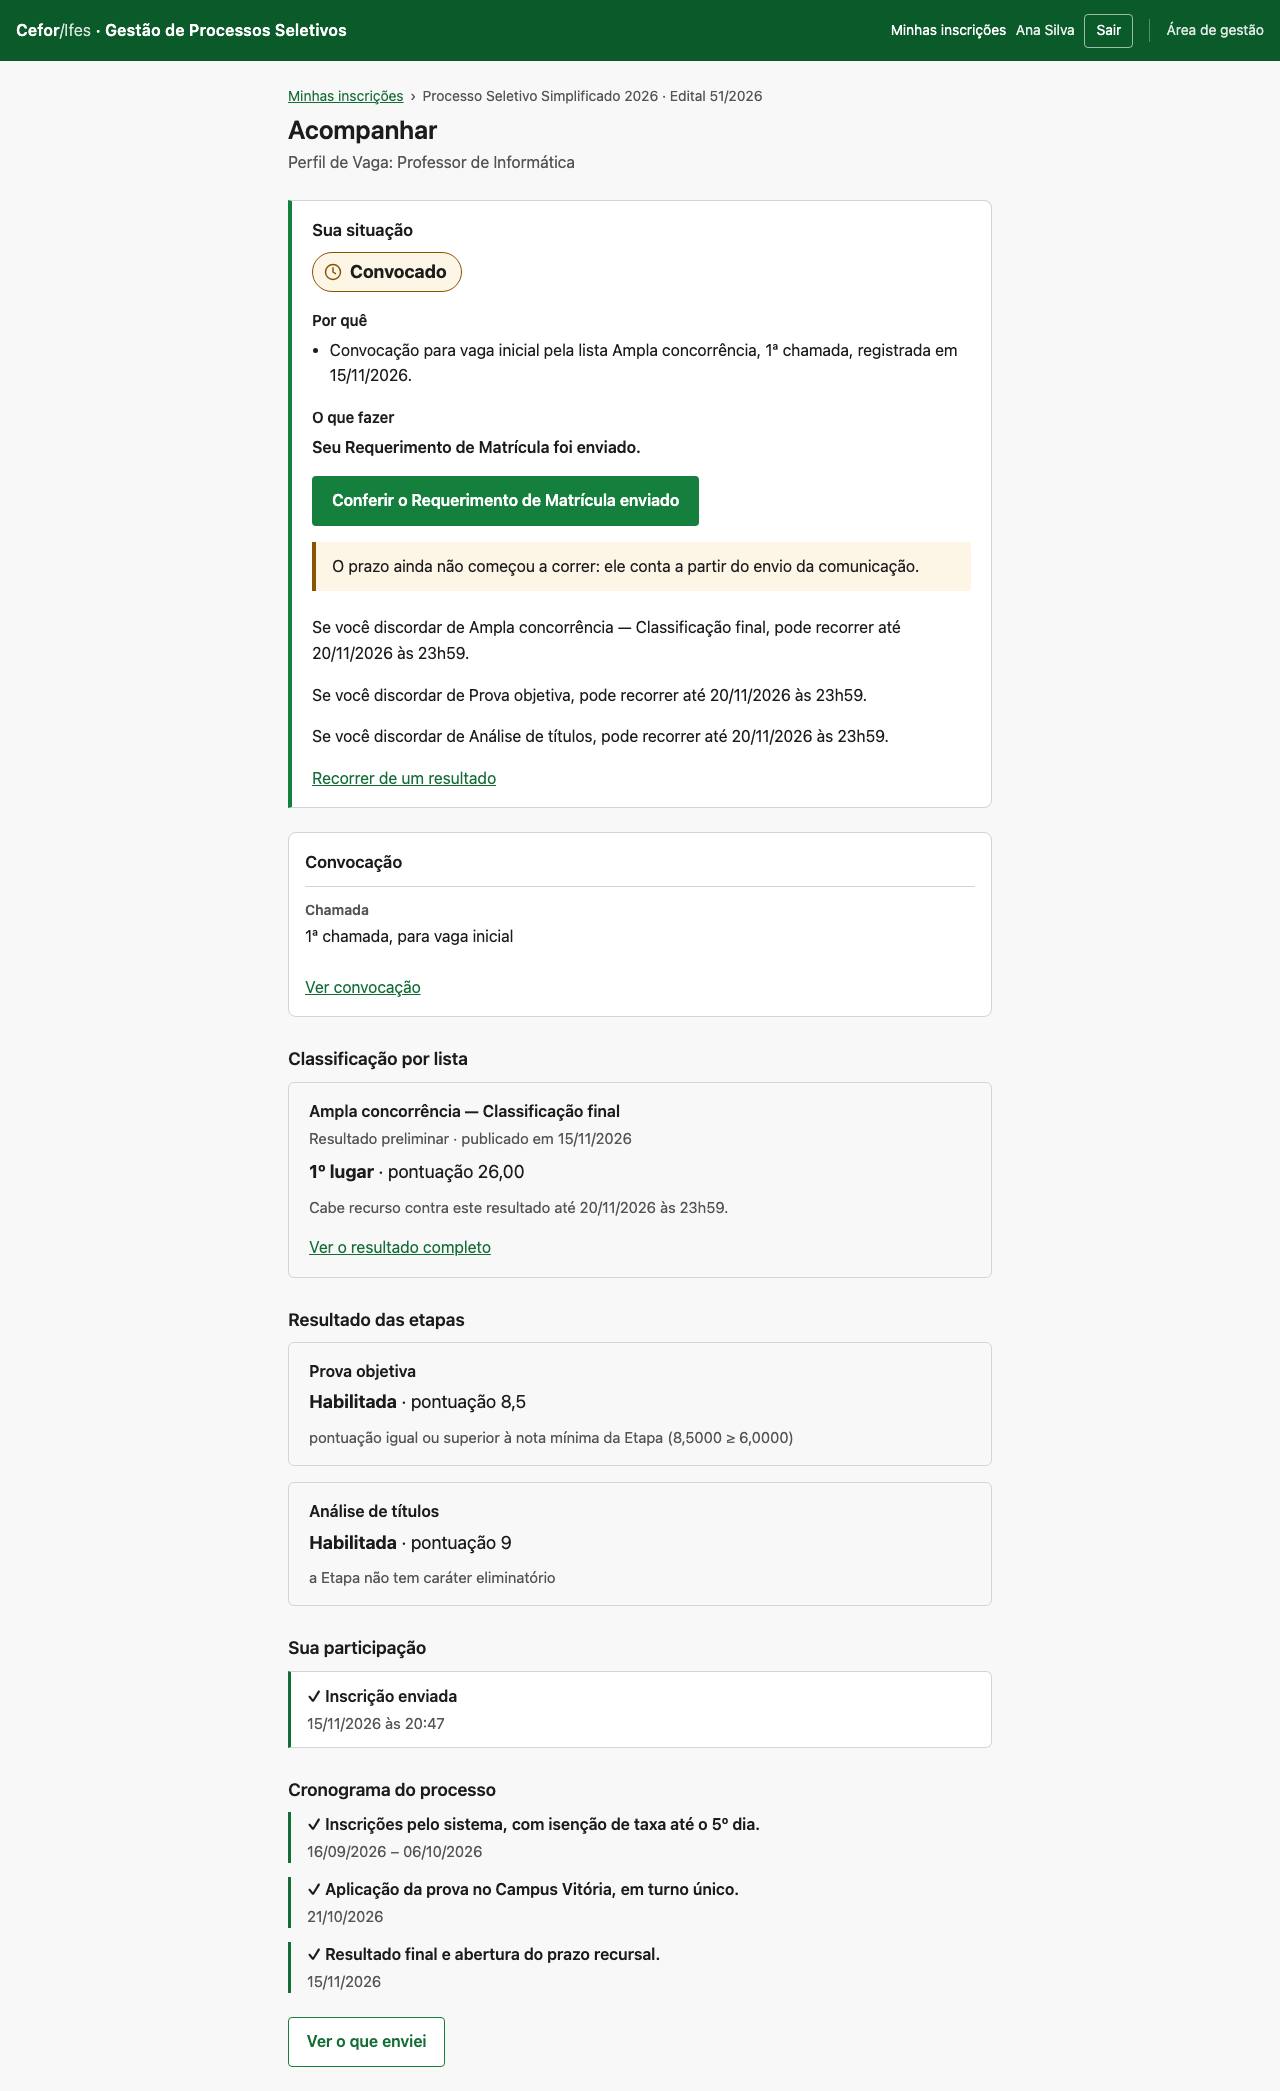 Cefor/Ifes · Gestão de Processos Seletivos
Minhas inscrições Ana Silva Sair Área de gestão
Minhas inscrições › Processo Seletivo Simplificado 2026 · Edital 51/2026
Acompanhar
Perfil de Vaga: Professor de Informática
Sua situação
Convocado
Por quê
• Convocação para vaga inicial pela lista Ampla concorrência, 1ª chamada, registrada em
15/11/2026.
O que fazer
Seu Requerimento de Matrícula foi enviado.
Conferir o Requerimento de Matrícula enviado
O prazo ainda não começou a correr: ele conta a partir do envio da comunicação.
Se você discordar de Ampla concorrência — Classificação final, pode recorrer até
20/11/2026 às 23h59.
Se você discordar de Prova objetiva, pode recorrer até 20/11/2026 às 23h59.
Se você discordar de Análise de títulos, pode recorrer até 20/11/2026 às 23h59.
Recorrer de um resultado
Convocação
Chamada
1ª chamada, para vaga inicial
Ver convocação
Classificação por lista
Ampla concorrência — Classificação final
Resultado preliminar · publicado em 15/11/2026
1º lugar · pontuação 26,00
Cabe recurso contra este resultado até 20/11/2026 às 23h59.
Ver o resultado completo
Resultado das etapas
Prova objetiva
Habilitada · pontuação 8,5
pontuação igual ou superior à nota mínima da Etapa (8,5000 ≥ 6,0000)
Análise de títulos
Habilitada · pontuação 9
a Etapa não tem caráter eliminatório
Sua participação
✓ Inscrição enviada
15/11/2026 às 20:47
Cronograma do processo
✓ Inscrições pelo sistema, com isenção de taxa até o 5º dia.
16/09/2026 – 06/10/2026
✓ Aplicação da prova no Campus Vitória, em turno único.
21/10/2026
✓ Resultado final e abertura do prazo recursal.
15/11/2026
Ver o que enviei